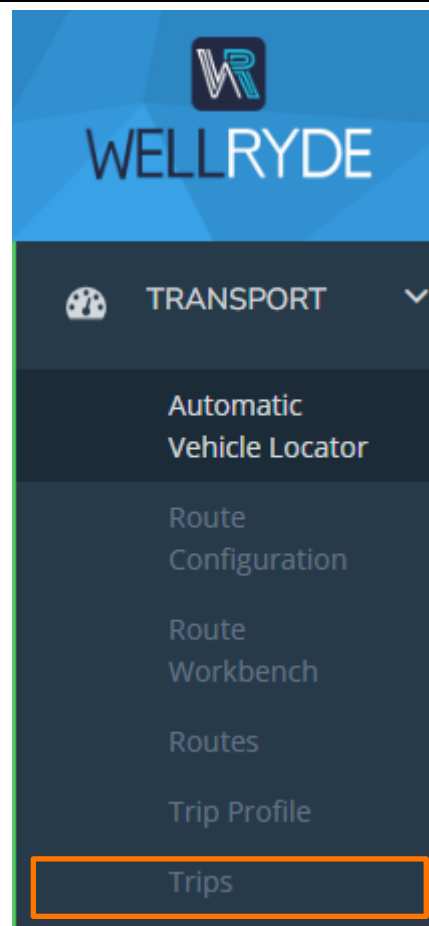 WR
WELLRYDE
TRANSPORT
Automatic
Vehicle Locator
Route
Configuration
Route
Workbench
Routes
Trip Profile
Trips